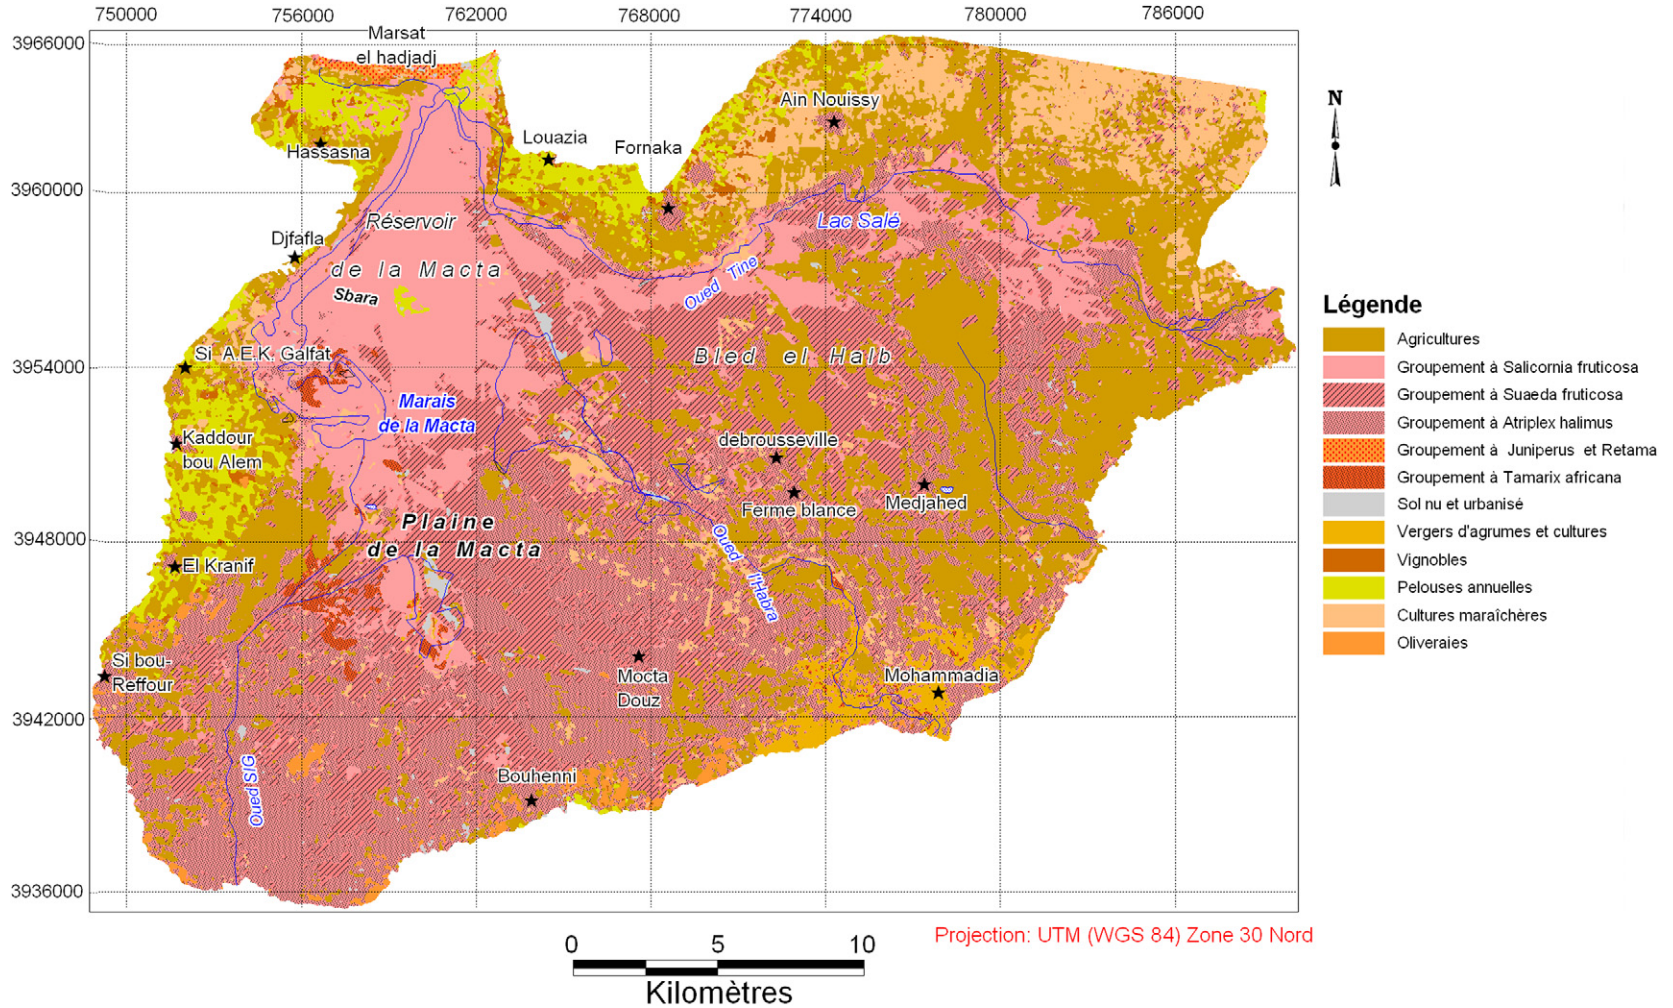 750000 756000 762000 768000 774000 780000 786000
3966000
3960000
3954000
3948000
3942000
3936000
Marsat
el hadjadj
Hassasna
Louazia
Fornaka
Ain Nouissy
Djfafla
Réservoir
de la Macta
Sbara
Lac Salé
Oued Tine
Si A.E.K. Galfat
Bled el Halb
Marais
de la Macta
Kaddour
bou Alem
debrousseville
Ferme blance
Medjahed
Plaine
de la Macta
El Kranif
Oued l'Habra
Si bou-
Reffour
Mocta
Douz
Mohammadia
Oued SIG
Bouhenni
N
Légende
Agricultures
Groupement à Salicornia fruticosa
Groupement à Suaeda fruticosa
Groupement à Atriplex halimus
Groupement à Juniperus et Retama
Groupement à Tamarix africana
Sol nu et urbanisé
Vergers d'agrumes et cultures
Vignobles
Pelouses annuelles
Cultures maraîchères
Oliveraies
0 5 10
Kilomètres
Projection: UTM (WGS 84) Zone 30 Nord